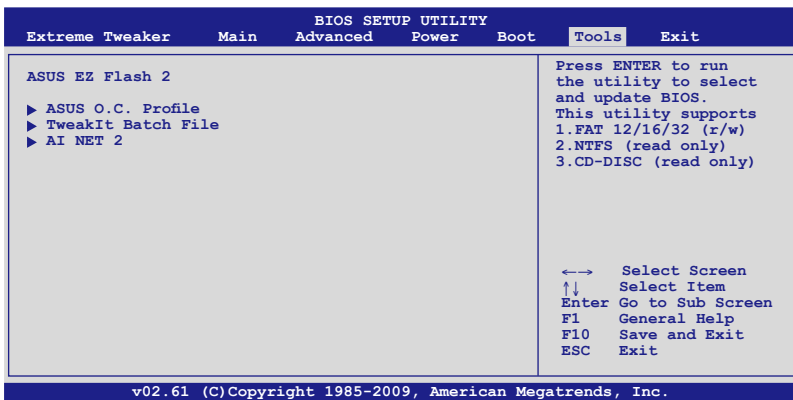 BIOS SETUP UTILITY
Extreme Tweaker Main Advanced Power Boot Tools Exit
ASUS EZ Flash 2
▶ ASUS O.C. Profile
▶ TweakIt Batch File
▶ AI NET 2
Press ENTER to run
the utility to select
and update BIOS.
This utility supports
1.FAT 12/16/32 (r/w)
2.NTFS (read only)
3.CD-DISC (read only)
←→ Select Screen
↑↓ Select Item
Enter Go to Sub Screen
F1 General Help
F10 Save and Exit
ESC Exit
v02.61 (C)Copyright 1985-2009, American Megatrends, Inc.